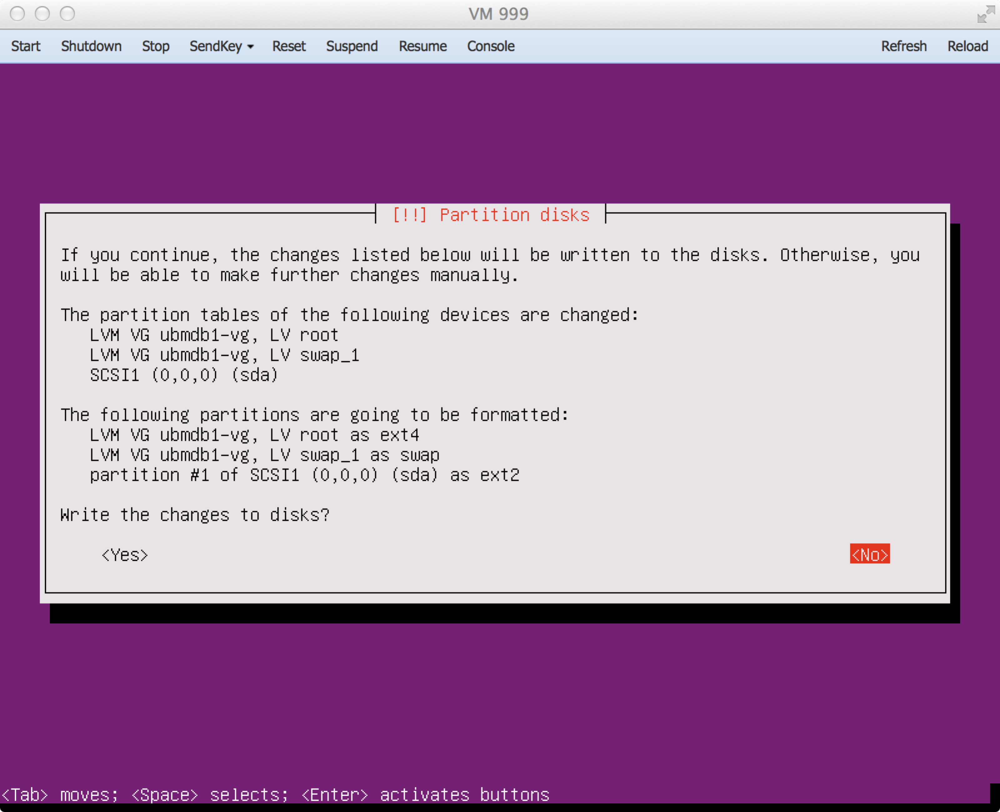 VM 999
Start Shutdown Stop SendKey Reset Suspend Resume Console Refresh Reload
[!!] Partition disks
If you continue, the changes listed below will be written to the disks. Otherwise, you
will be able to make further changes manually.
The partition tables of the following devices are changed:
LVM VG ubmdb1-vg, LV root
LVM VG ubmdb1-vg, LV swap_1
SCSI1 (0,0,0) (sda)
The following partitions are going to be formatted:
LVM VG ubmdb1-vg, LV root as ext4
LVM VG ubmdb1-vg, LV swap_1 as swap
partition #1 of SCSI1 (0,0,0) (sda) as ext2
Write the changes to disks?
<Yes> <No>
<Tab> moves; <Space> selects; <Enter> activates buttons